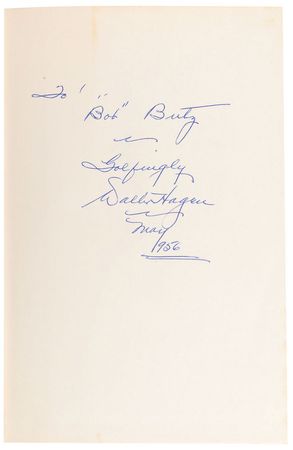 To!
"Bob" Butz
Golfingly
Walter Hagen
May
1956